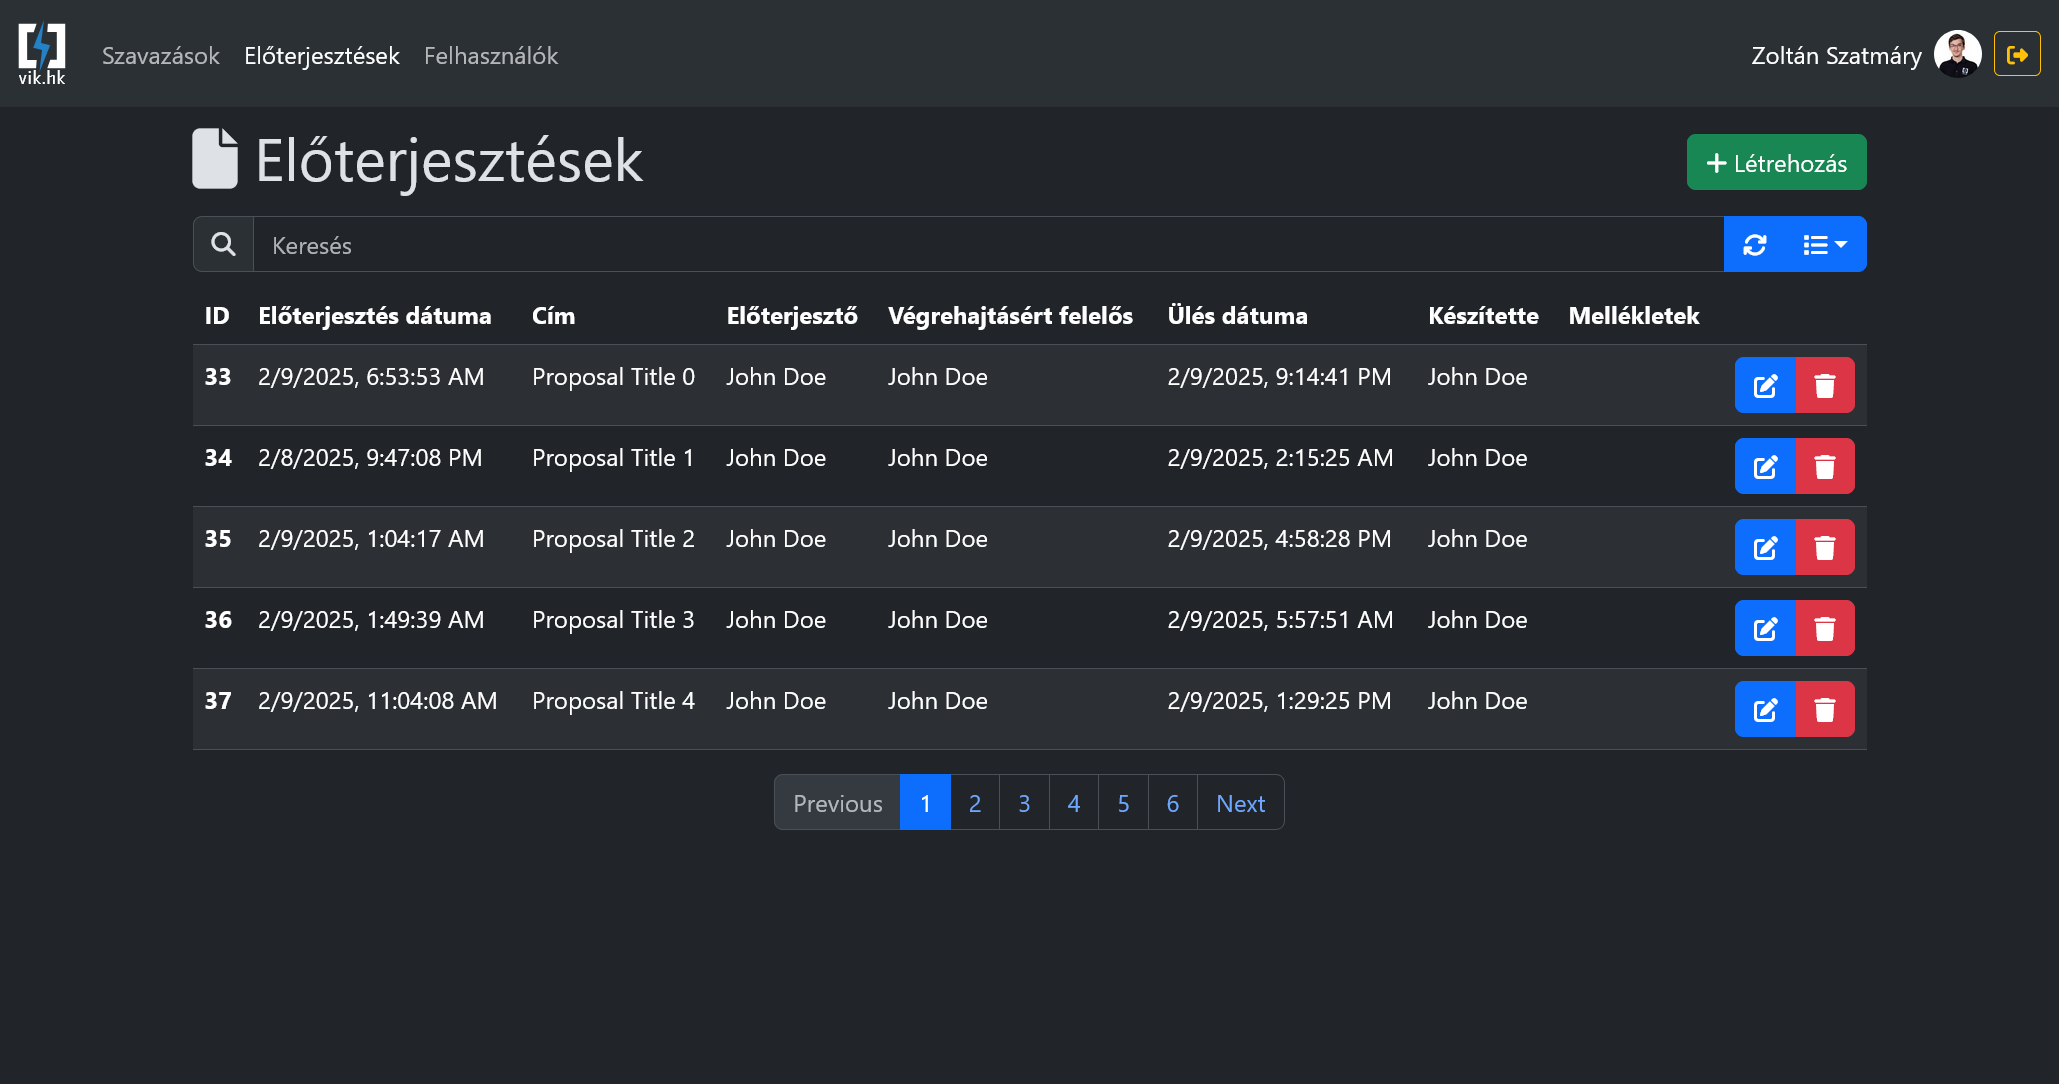 vik.hk
Szavazások Előterjesztések Felhasználók Zoltán Szatmáry
Előterjesztések
Létrehozás
Keresés
ID Előterjesztés dátuma Cím Előterjesztő Végrehajtásért felelős Ülés dátuma Készítette Mellékletek
33 2/9/2025, 6:53:53 AM Proposal Title 0 John Doe John Doe 2/9/2025, 9:14:41 PM John Doe
34 2/8/2025, 9:47:08 PM Proposal Title 1 John Doe John Doe 2/9/2025, 2:15:25 AM John Doe
35 2/9/2025, 1:04:17 AM Proposal Title 2 John Doe John Doe 2/9/2025, 4:58:28 PM John Doe
36 2/9/2025, 1:49:39 AM Proposal Title 3 John Doe John Doe 2/9/2025, 5:57:51 AM John Doe
37 2/9/2025, 11:04:08 AM Proposal Title 4 John Doe John Doe 2/9/2025, 1:29:25 PM John Doe
Previous 1 2 3 4 5 6 Next